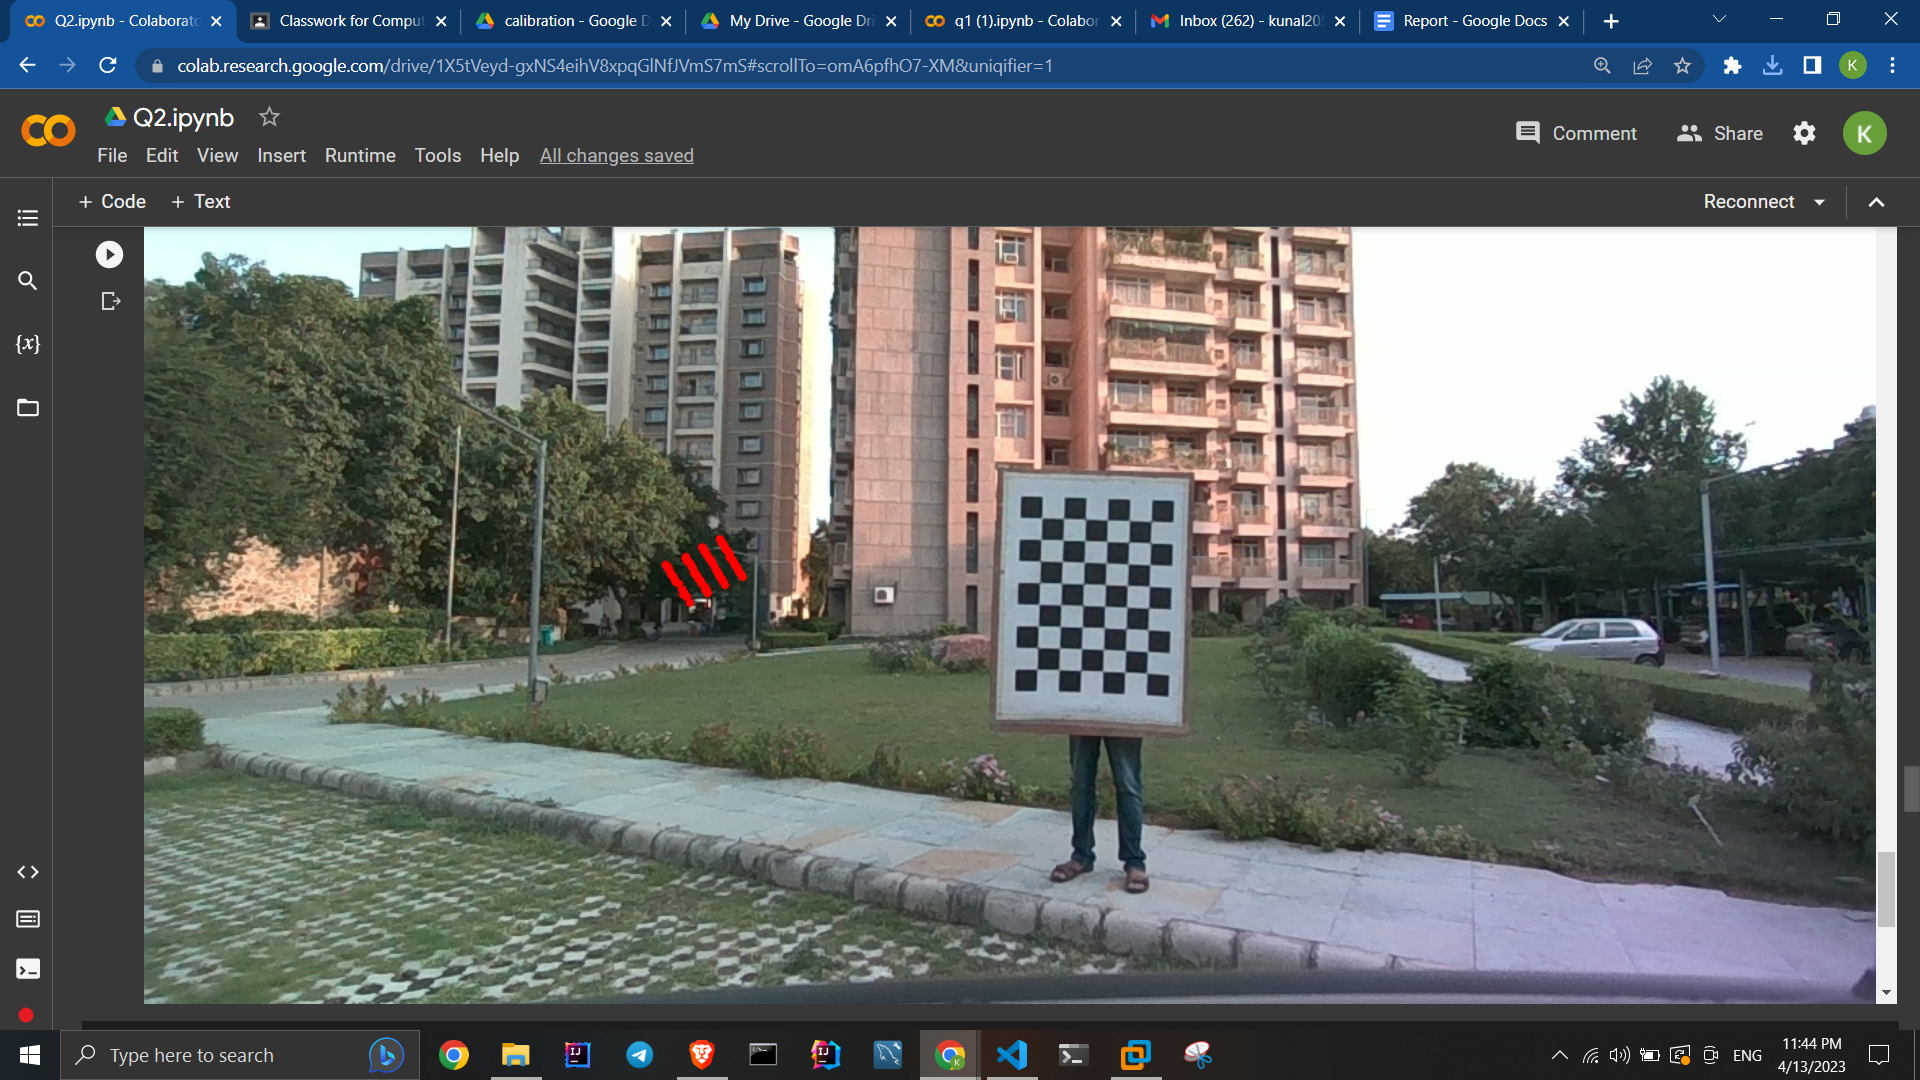 Q2.ipynb - Colaborato
Classwork for Comput
calibration - Google D
My Drive - Google Dri
q1 (1).ipynb - Colabor
Inbox (262) - kunal205
Report - Google Docs
colab.research.google.com/drive/1X5tVeyd-gxNS4eihV8xpqGlNfJVmS7mS#scrollTo=omA6pfhO7-XM&uniqifier=1
K
Q2.ipynb
Comment
Share
K
File Edit View Insert Runtime Tools Help All changes saved
+ Code + Text
Reconnect
{x}
Type here to search
ENG
11:44 PM
4/13/2023